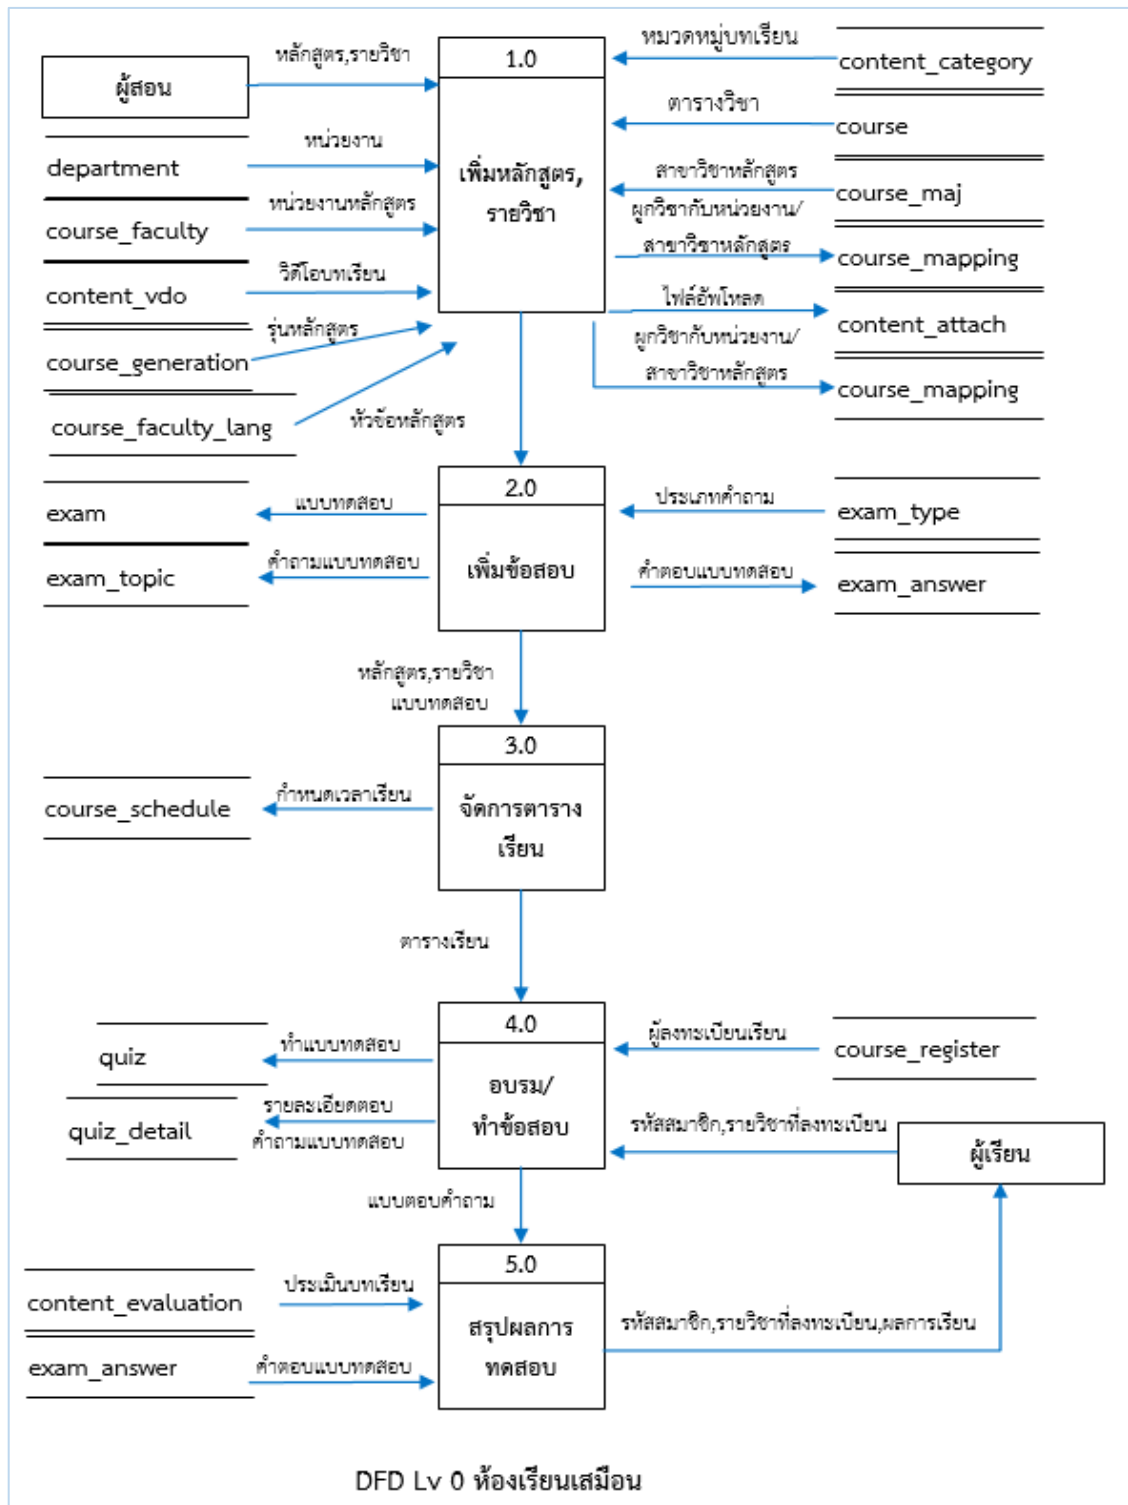 หลักสูตร,รายวิชา
ผู้สอน
department
หน่วยงาน
course_faculty
หน่วยงานหลักสูตร
content_vdo
วิดีโอบทเรียน
course_generation
รุ่นหลักสูตร
course_faculty_lang
หัวข้อหลักสูตร
1.0
เพิ่มหลักสูตร,
รายวิชา
หมวดหมู่บทเรียน
content_category
ตารางวิชา
course
สาขาวิชาหลักสูตร
course_maj
ผูกวิชากับหน่วยงาน/
สาขาวิชาหลักสูตร
course_mapping
ไฟล์อัพโหลด
content_attach
ผูกวิชากับหน่วยงาน/
สาขาวิชาหลักสูตร
course_mapping
2.0
เพิ่มข้อสอบ
exam
แบบทดสอบ
exam_topic
คำถามแบบทดสอบ
ประเภทคำถาม
exam_type
คำตอบแบบทดสอบ
exam_answer
หลักสูตร,รายวิชา
แบบทดสอบ
3.0
จัดการตาราง
เรียน
course_schedule
กำหนดเวลาเรียน
ตารางเรียน
4.0
อบรม/
ทำข้อสอบ
quiz
ทำแบบทดสอบ
quiz_detail
รายละเอียดตอบ
คำถามแบบทดสอบ
ผู้ลงทะเบียนเรียน
course_register
รหัสสมาชิก,รายวิชาที่ลงทะเบียน
ผู้เรียน
แบบตอบคำถาม
5.0
สรุปผลการ
ทดสอบ
content_evaluation
ประเมินบทเรียน
exam_answer
คำตอบแบบทดสอบ
รหัสสมาชิก,รายวิชาที่ลงทะเบียน,ผลการเรียน
DFD Lv 0 ห้องเรียนเสมือน